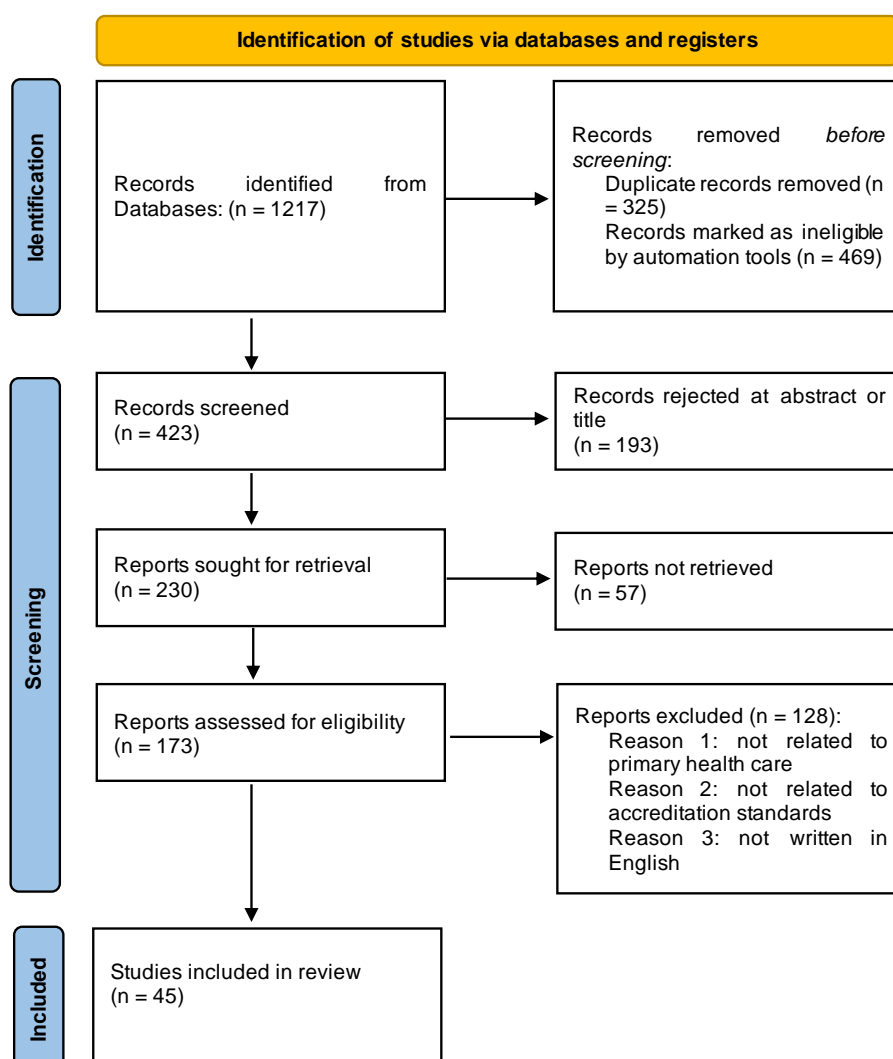 Identification of studies via databases and registers
Identification
Records identified from
Databases: (n = 1217)
Records removed before
screening:
Duplicate records removed (n
= 325)
Records marked as ineligible
by automation tools (n = 469)
Screening
Records screened
(n = 423)
Records rejected at abstract or
title
(n = 193)
Reports sought for retrieval
(n = 230)
Reports not retrieved
(n = 57)
Reports assessed for eligibility
(n = 173)
Reports excluded (n = 128):
Reason 1: not related to
primary health care
Reason 2: not related to
accreditation standards
Reason 3: not written in
English
Included
Studies included in review
(n = 45)